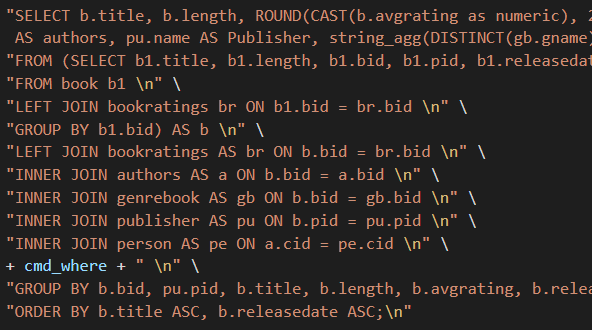 "SELECT b.title, b.length, ROUND(CAST(b.avgrating as numeric), 2
AS authors, pu.name AS Publisher, string_agg(DISTINCT(gb.gname)
"FROM (SELECT b1.title, b1.length, b1.bid, b1.pid, b1.releasedat
"FROM book b1 \n" \
"LEFT JOIN bookratings br ON b1.bid = br.bid \n" \
"GROUP BY b1.bid) AS b \n" \
"LEFT JOIN bookratings AS br ON b.bid = br.bid \n" \
"INNER JOIN authors AS a ON b.bid = a.bid \n" \
"INNER JOIN genrebook AS gb ON b.bid = gb.bid \n" \
"INNER JOIN publisher AS pu ON b.pid = pu.pid \n" \
"INNER JOIN person AS pe ON a.cid = pe.cid \n" \
+ cmd_where + " \n" \
"GROUP BY b.bid, pu.pid, b.title, b.length, b.avgrating, b.relea
"ORDER BY b.title ASC, b.releasedate ASC;\n"